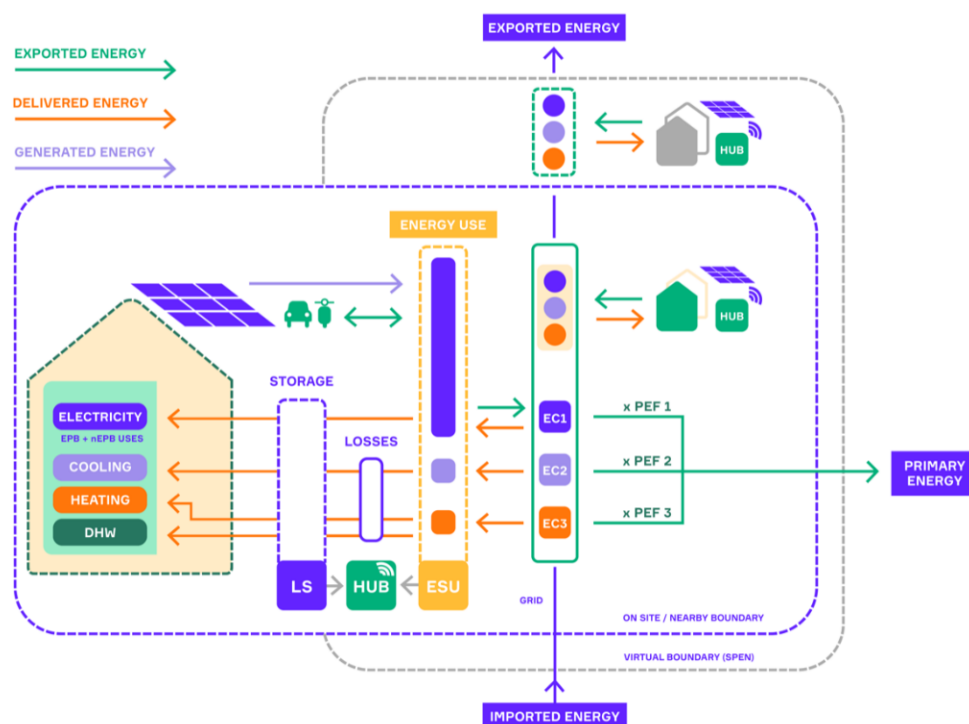 EXPORTED ENERGY
EXPORTED ENERGY
DELIVERED ENERGY
GENERATED ENERGY
HUB
ENERGY USE
HUB
STORAGE
ELECTRICITY
EPB + nEPB USES
LOSSES
EC1
x PEF 1
COOLING
EC2
x PEF 2
PRIMARY
ENERGY
HEATING
EC3
x PEF 3
DHW
LS
HUB
ESU
GRID
ON SITE / NEARBY BOUNDARY
VIRTUAL BOUNDARY (SPEN)
IMPORTED ENERGY